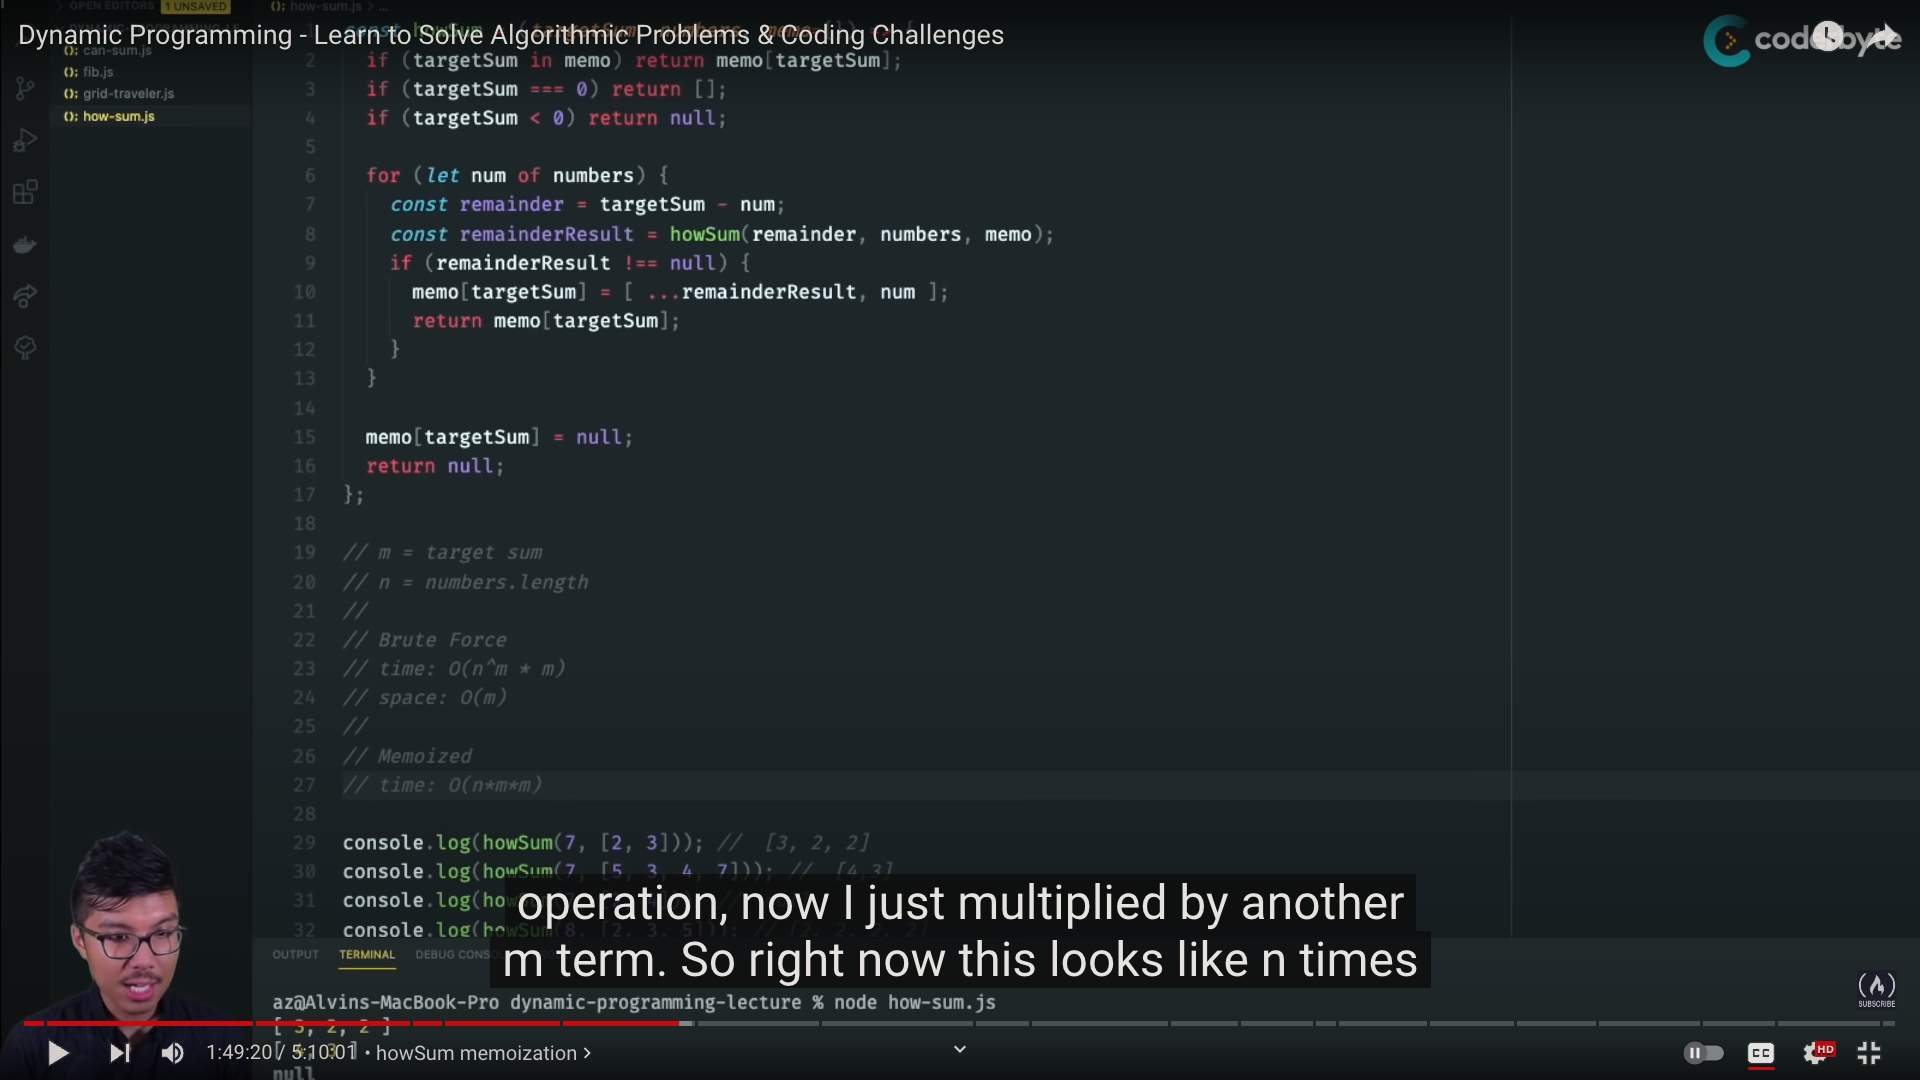 OPEN EDITORS 1 UNSAVED
how-sum.js > ...
Dynamic Programming - Learn to Solve Algorithmic Problems & Coding Challenges
coderbyte
can-sum.js
fib.js
grid-traveler.js
how-sum.js
2 if (targetSum in memo) return memo[targetSum];
3 if (targetSum === 0) return [];
4 if (targetSum < 0) return null;
5
6 for (let num of numbers) {
7 const remainder = targetSum - num;
8 const remainderResult = howSum(remainder, numbers, memo);
9 if (remainderResult !== null) {
10 memo[targetSum] = [ ...remainderResult, num ];
11 return memo[targetSum];
12 }
13 }
14
15 memo[targetSum] = null;
16 return null;
17 };
18
19 // m = target sum
20 // n = numbers.length
21 //
22 // Brute Force
23 // time: O(n^m * m)
24 // space: O(m)
25 //
26 // Memoized
27 // time: O(n*m*m)
28
29 console.log(howSum(7, [2, 3])); // [3, 2, 2]
30 console.log(howSum(7, [5, 3, 4, 7])); // [4,3]
31 console.log(how
32 console.log(howSum(8, [2, 3, 5])); // [2, 2, 2, 2]
operation, now I just multiplied by another
m term. So right now this looks like n times
OUTPUT TERMINAL DEBUG CONSO
az@Alvins-MacBook-Pro dynamic-programming-lecture % node how-sum.js
SUBSCRIBE
[ 3, 2, 2 ]
[ 4, 3 ]
1:49:20 / 5:10:01 • howSum memoization >
CC
HD
null